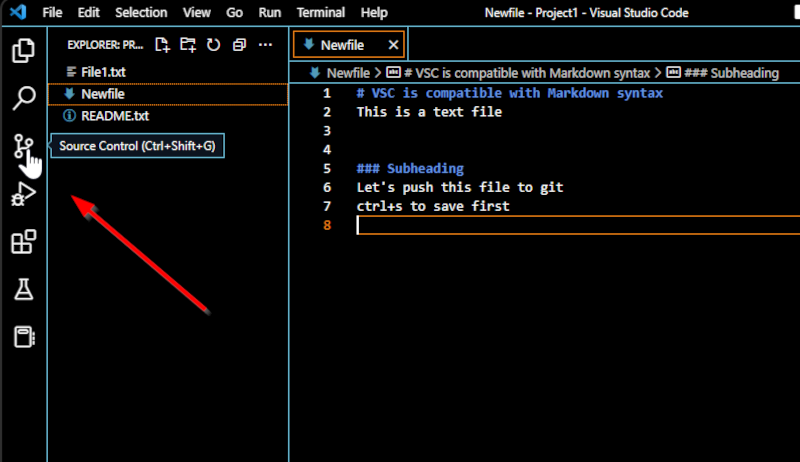 File Edit Selection View Go Run Terminal Help Newfile - Project1 - Visual Studio Code
EXPLORER: PR...
File1.txt
Newfile
README.txt
Source Control (Ctrl+Shift+G)
Newfile
Newfile > # VSC is compatible with Markdown syntax > ### Subheading
1 # VSC is compatible with Markdown syntax
2 This is a text file
3
4
5 ### Subheading
6 Let's push this file to git
7 ctrl+s to save first
8